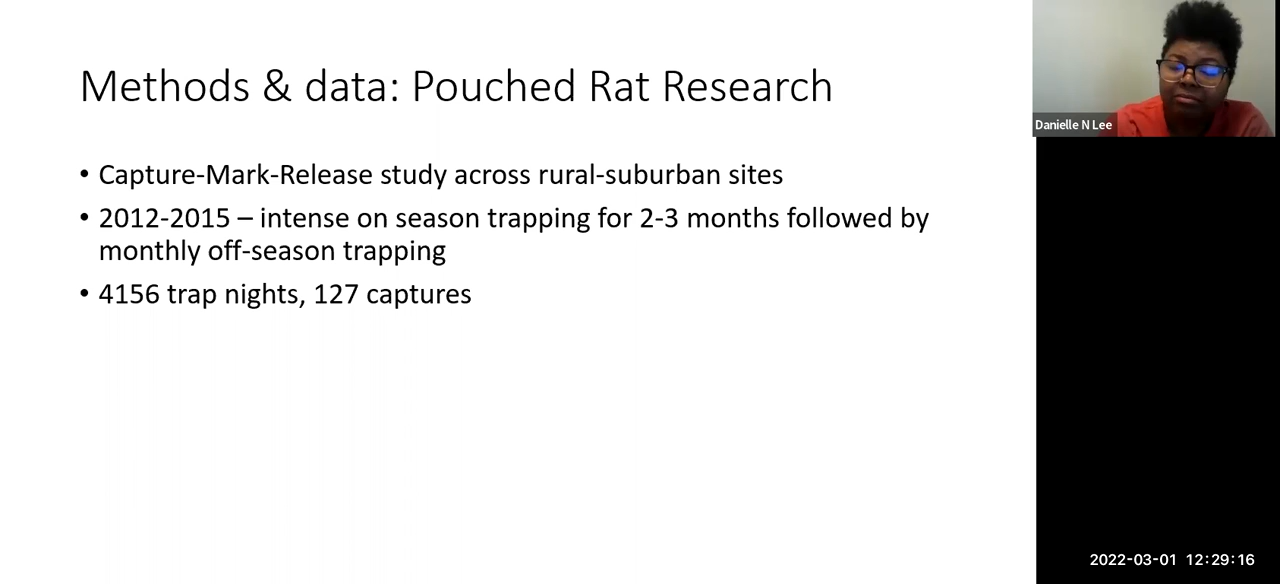 Methods & data: Pouched Rat Research
• Capture-Mark-Release study across rural-suburban sites
• 2012-2015 – intense on season trapping for 2-3 months followed by
monthly off-season trapping
• 4156 trap nights, 127 captures
Danielle N Lee
2022-03-01 12:29:16